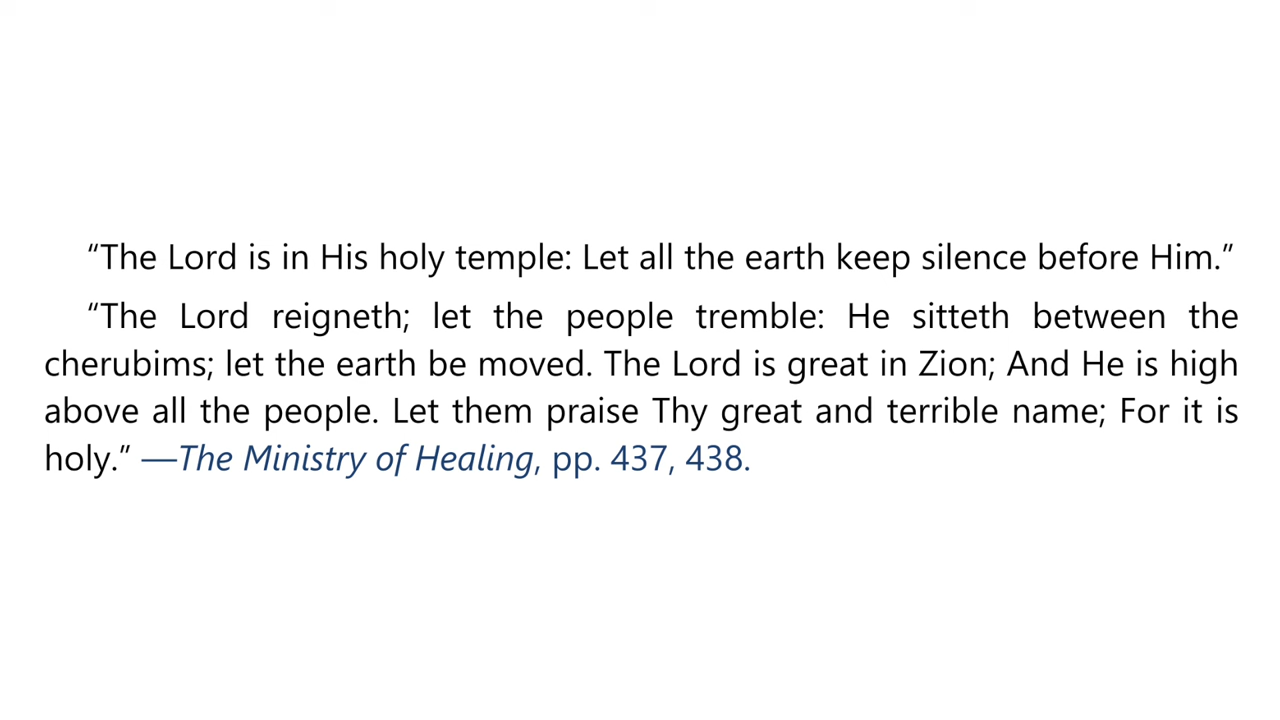 “The Lord is in His holy temple: Let all the earth keep silence before Him.”
“The Lord reigneth; let the people tremble: He sitteth between the
cherubims; let the earth be moved. The Lord is great in Zion; And He is high
above all the people. Let them praise Thy great and terrible name; For it is
holy.” —The Ministry of Healing, pp. 437, 438.